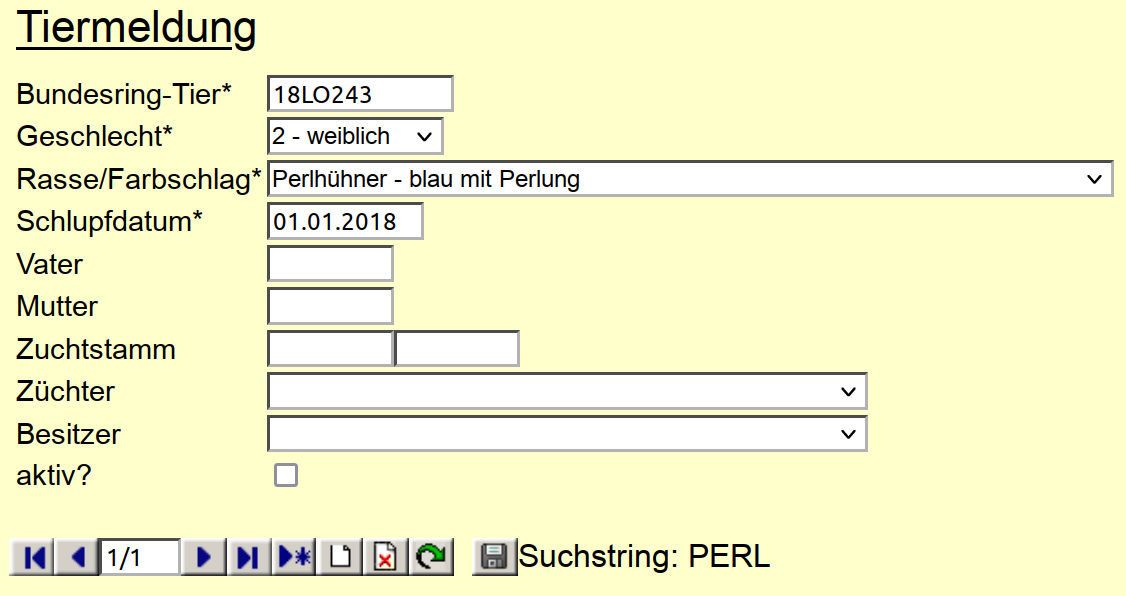 Tiermeldung
Bundesring-Tier* 18LO243
Geschlecht* 2 - weiblich
Rasse/Farbschlag* Perlhühner - blau mit Perlung
Schlupfdatum* 01.01.2018
Vater
Mutter
Zuchtstamm
Züchter
Besitzer
aktiv?
1/1 Suchstring: PERL